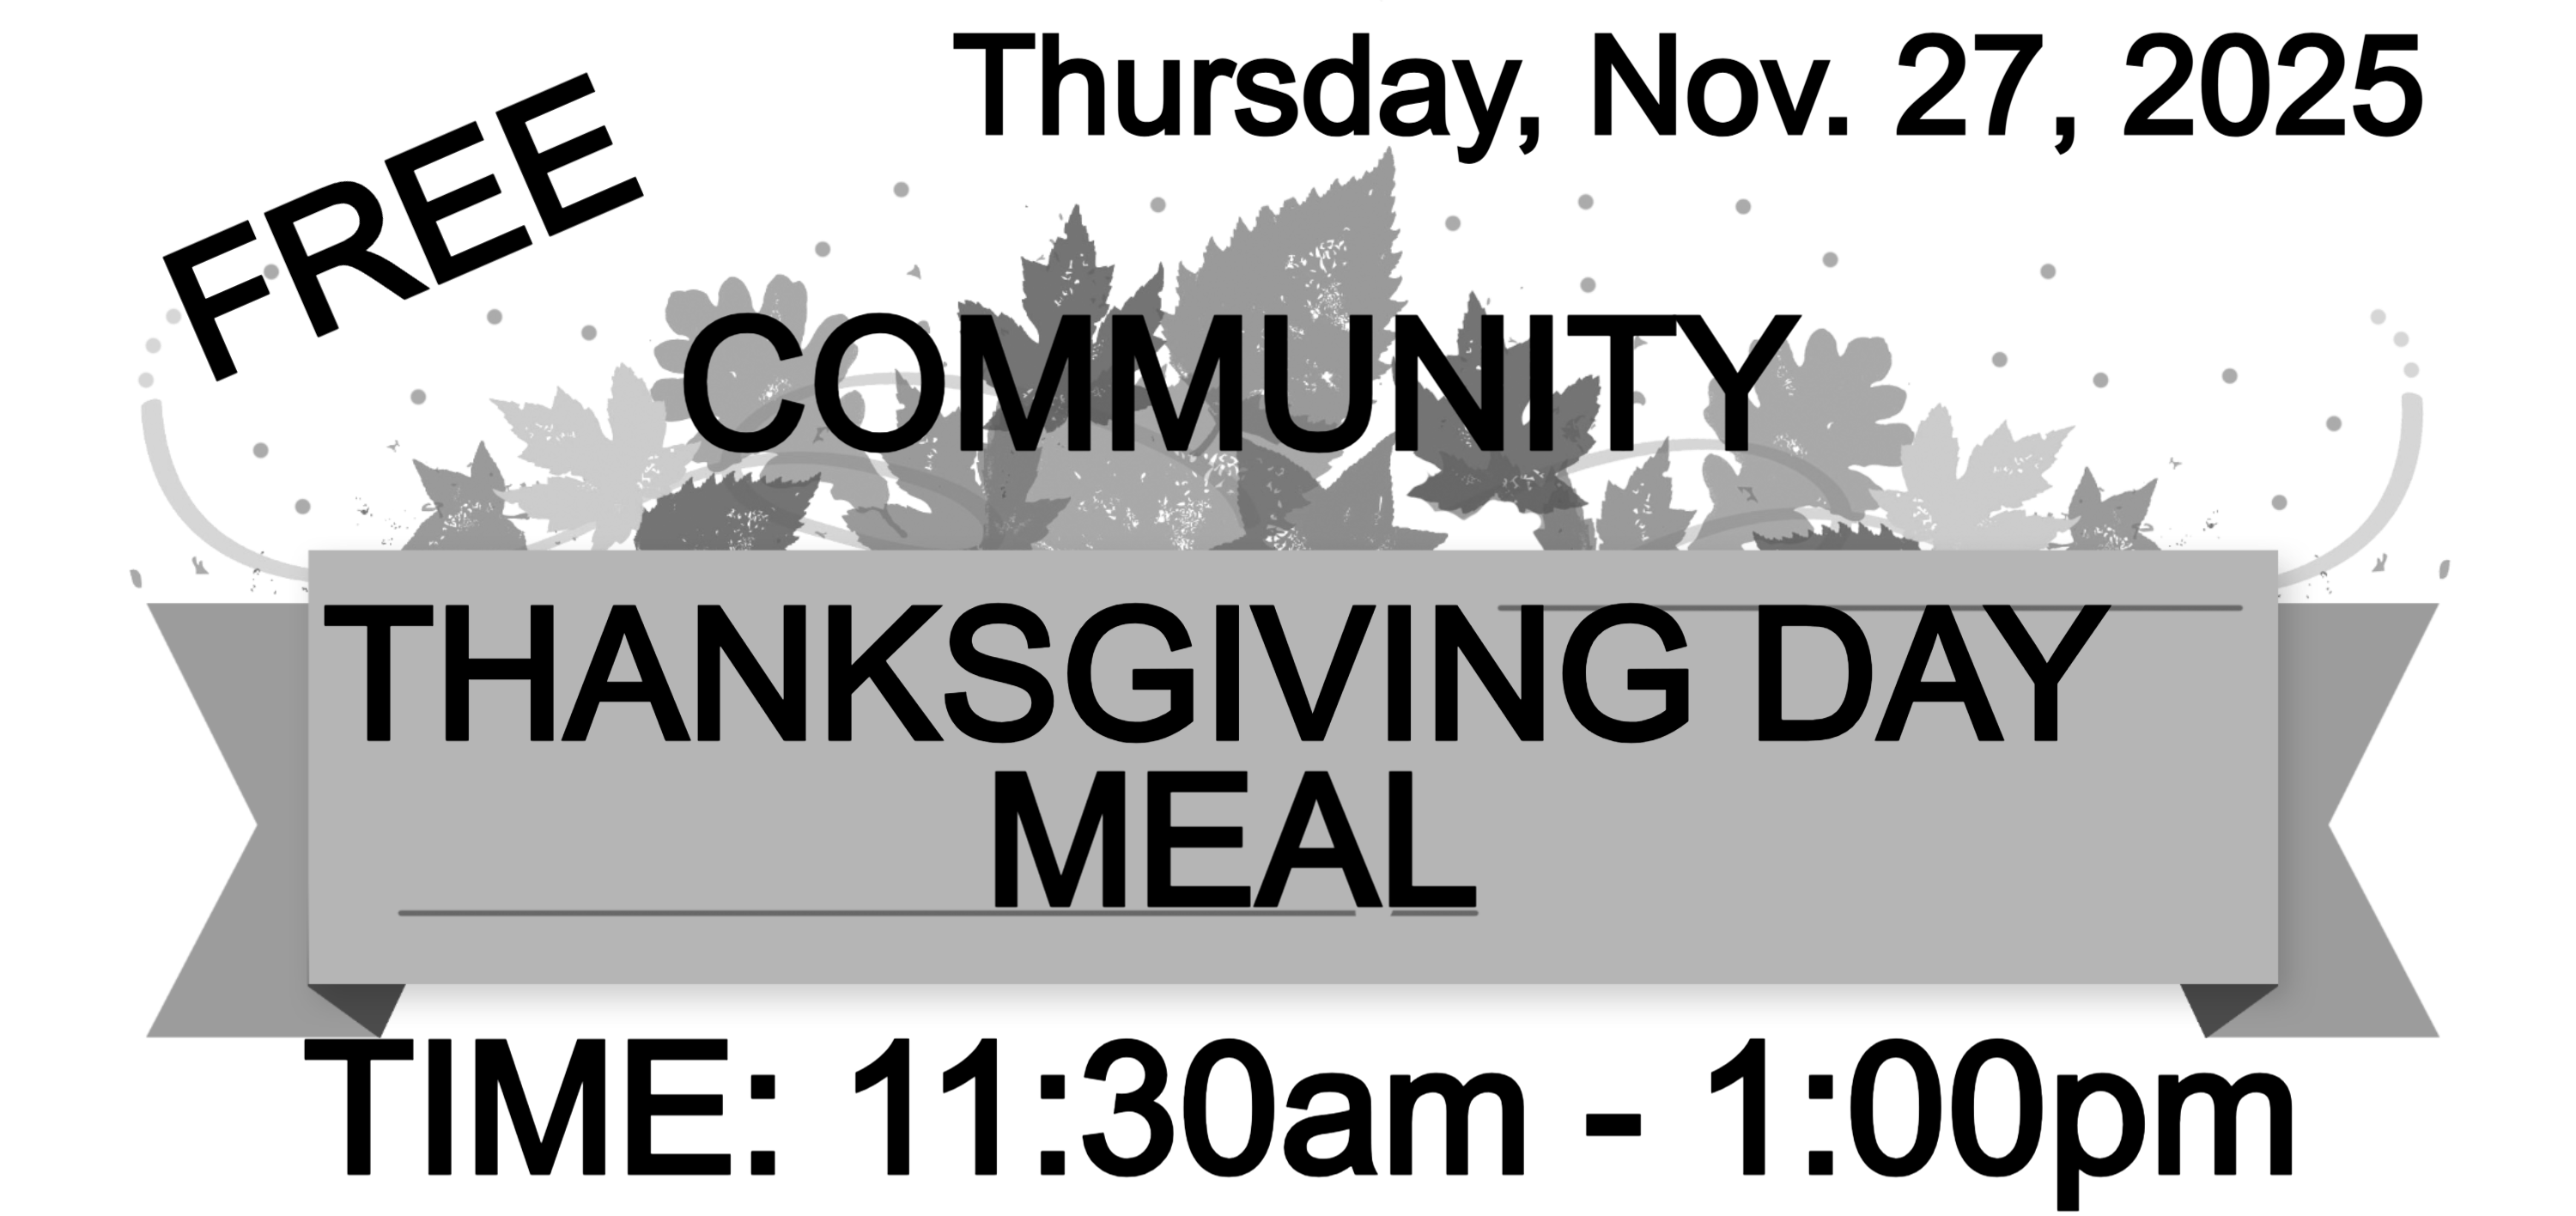 Thursday, Nov. 27, 2025
FREE
COMMUNITY
THANKSGIVING DAY
MEAL
TIME: 11:30am - 1:00pm